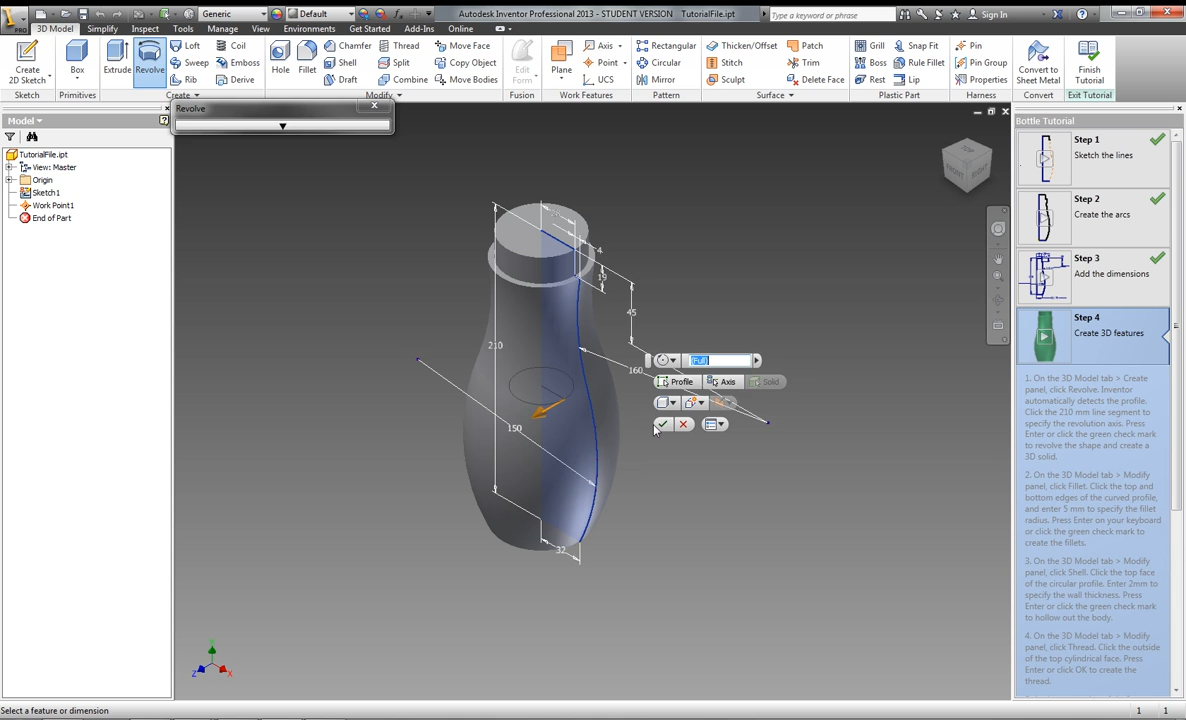 Generic
Default
Autodesk Inventor Professional 2013 - STUDENT VERSION TutorialFile.ipt
Type a keyword or phrase
Sign In
PRO
3D Model Simplify Inspect Tools Manage View Environments Get Started Add-Ins Online
Create
2D Sketch
Box
Extrude
Revolve
Loft
Sweep
Rib
Coil
Emboss
Derive
Hole
Fillet
Chamfer
Shell
Draft
Thread
Split
Combine
Move Face
Copy Object
Move Bodies
Edit
Form
Plane
Axis
Point
UCS
Rectangular
Circular
Mirror
Thicken/Offset
Stitch
Sculpt
Patch
Trim
Delete Face
Grill
Boss
Rest
Snap Fit
Rule Fillet
Lip
Pin
Pin Group
Properties
Convert to
Sheet Metal
Finish
Tutorial
Sketch Primitives Create Modify Fusion Work Features Pattern Surface Plastic Part Harness Convert Exit Tutorial
Model
TutorialFile.ipt
View: Master
Origin
Sketch1
Work Point1
End of Part
Revolve
4
19
45
210
160
150
32
(Full)
Profile
Axis
Solid
FRONT
RIGHT
Y
Z
X
Bottle Tutorial
Step 1
Sketch the lines
Step 2
Create the arcs
Step 3
Add the dimensions
Step 4
Create 3D features
1. On the 3D Model tab > Create
panel, click Revolve. Inventor
automatically detects the profile.
Click the 210 mm line segment to
specify the revolution axis. Press
Enter or click the green check mark
to revolve the shape and create a
3D solid.
2. On the 3D Model tab > Modify
panel, click Fillet. Click the top and
bottom edges of the curved profile,
and enter 5 mm to specify the fillet
radius. Press Enter on your keyboard
or click the green check mark to
create the fillets.
3. On the 3D Model tab > Modify
panel, click Shell. Click the top face
of the circular profile. Enter 2mm to
specify the wall thickness. Press
Enter or click the green check mark
to hollow out the body.
4. On the 3D Model tab > Modify
panel, click Thread. Click the outside
of the top cylindrical face. Press
Enter or click OK to create the
thread.
Select a feature or dimension
1 1